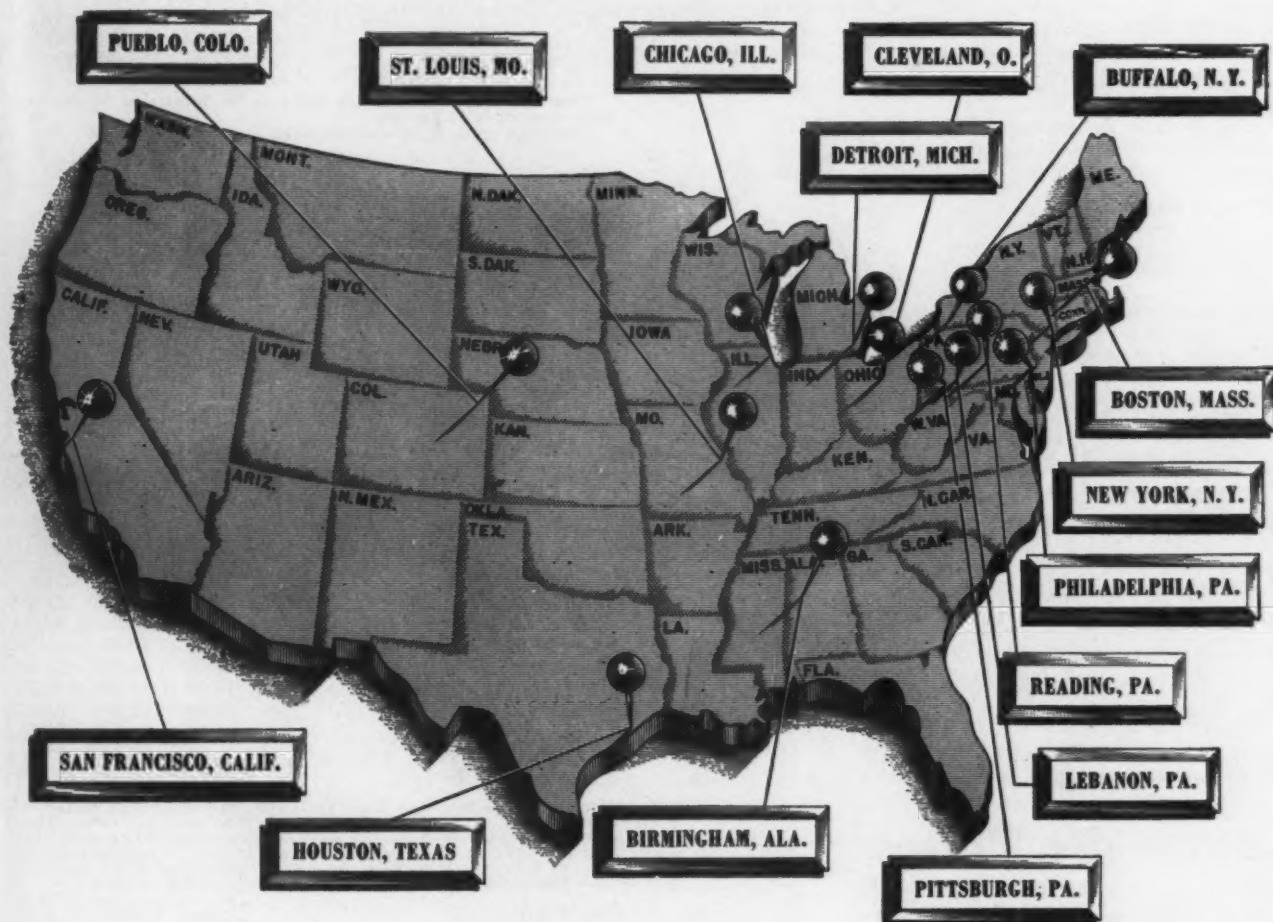 PUEBLO, COLO.
ST. LOUIS, MO.
CHICAGO, ILL.
CLEVELAND, O.
BUFFALO, N. Y.
DETROIT, MICH.
WASH.
MONT.
N.DAK.
MINN.
ME.
OREG.
IDA.
WIS.
N.Y.
VT.
N.H.
S.DAK.
WYO.
MICH.
MASS.
CONN.
CALIF.
NEV.
IOWA
NEBR.
UTAH
ILL.
IND.
OHIO
PA.
COL.
BOSTON, MASS.
MO.
KAN.
W.VA.
VA.
KEN.
ARIZ.
N.MEX.
NEW YORK, N. Y.
OKLA.
TEX.
ARK.
TENN.
N.CAR.
S.CAR.
MISS.
ALA.
GA.
PHILADELPHIA, PA.
LA.
FLA.
READING, PA.
SAN FRANCISCO, CALIF.
LEBANON, PA.
HOUSTON, TEXAS
BIRMINGHAM, ALA.
PITTSBURGH, PA.